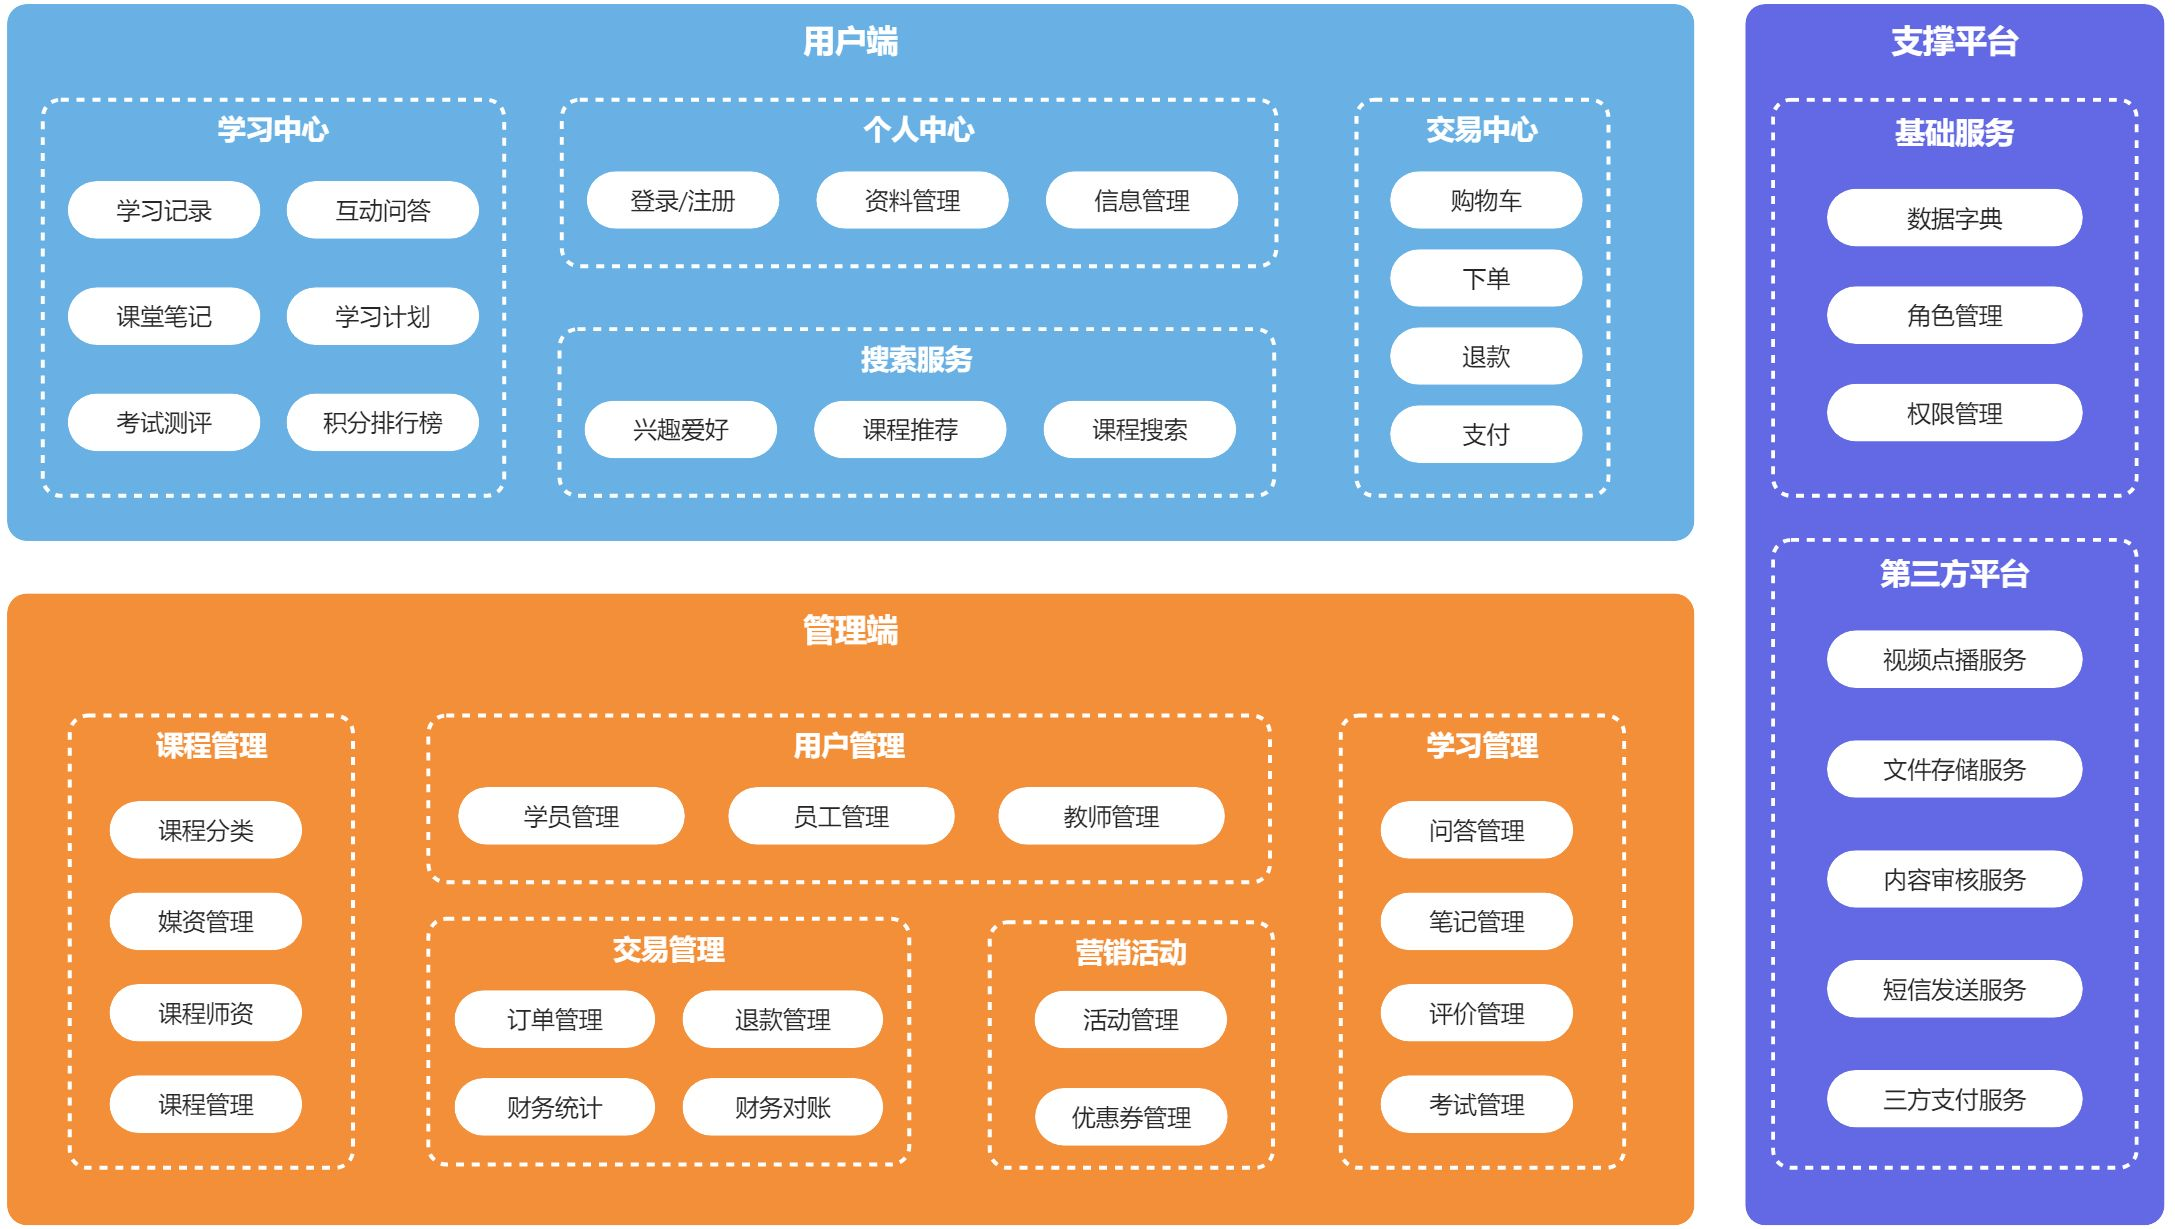 用户端
学习中心
学习记录
互动问答
课堂笔记
学习计划
考试测评
积分排行榜
个人中心
登录/注册
资料管理
信息管理
搜索服务
兴趣爱好
课程推荐
课程搜索
交易中心
购物车
下单
退款
支付
管理端
课程管理
课程分类
媒资管理
课程师资
课程管理
用户管理
学员管理
员工管理
教师管理
交易管理
订单管理
退款管理
财务统计
财务对账
营销活动
活动管理
优惠券管理
学习管理
问答管理
笔记管理
评价管理
考试管理
支撑平台
基础服务
数据字典
角色管理
权限管理
第三方平台
视频点播服务
文件存储服务
内容审核服务
短信发送服务
三方支付服务